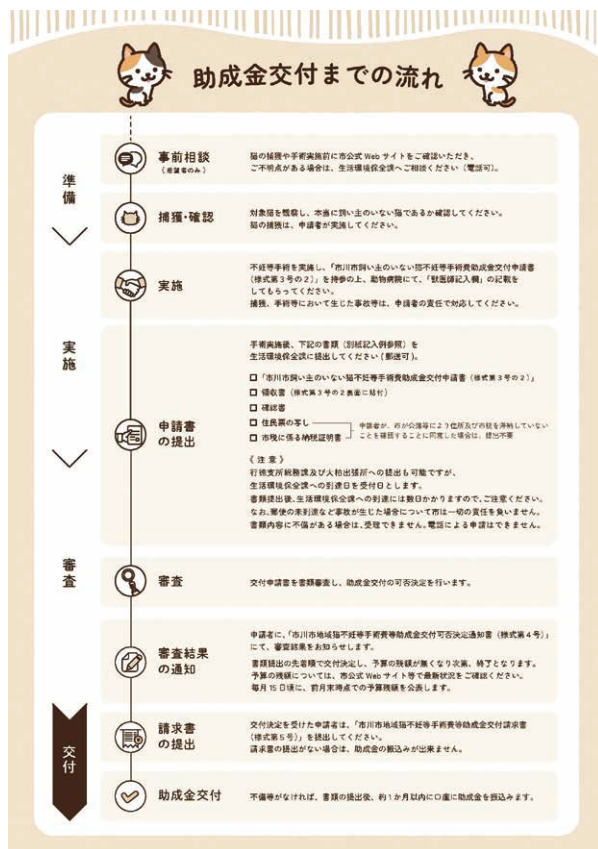 助成金交付までの流れ
準備
事前相談
(希望者のみ)
猫の捕獲や手術実施前に市公式 Web サイトをご確認いただき、
ご不明点がある場合は、生活環境保全課へご相談ください(電話可)。
捕獲・確認
対象猫を観察し、本当に飼い主のいない猫であるか確認してください。
猫の捕獲は、申請者が実施してください。
実施
実施
不妊等手術を実施し、「市川市飼い主のいない猫不妊等手術費助成金交付申請書
(様式第3号の2)」を持参の上、動物病院にて、「獣医師記入欄」の記載を
してもらってください。
捕獲、手術等において生じた事故等は、申請者の責任で対応してください。
申請書
の提出
手術実施後、下記の書類(別紙記入例参照)を
生活環境保全課に提出してください(郵送可)。
□「市川市飼い主のいない猫不妊等手術費助成金交付申請書(様式第3号の2)」
□ 領収書(様式第3号の2裏面に貼付)
□ 確認書
□ 住民票の写し
□ 市税に係る納税証明書
申請者が、市が公簿等により住所及び市税を滞納していない
ことを確認することに同意した場合は、提出不要
《注意》
行徳支所総務課及び大柏出張所への提出も可能ですが、
生活環境保全課への到達日を受付日とします。
書類提出後、生活環境保全課への到達には数日かかりますので、ご注意ください。
なお、郵便の未到達など事故が生じた場合について市は一切の責任を負いません。
書類内容に不備がある場合は、受理できません。電話による申請はできません。
審査
審査
交付申請書を書類審査し、助成金交付の可否決定を行います。
審査結果
の通知
申請者に、「市川市地域猫不妊等手術費等助成金交付可否決定通知書(様式第4号)」
にて、審査結果をお知らせします。
書類提出の先着順で交付決定し、予算の残額が無くなり次第、終了となります。
予算の残額については、市公式 Web サイト等で最新状況をご確認ください。
毎月 15 日頃に、前月末時点での予算残額を公表します。
交付
請求書
の提出
交付決定を受けた申請者は、「市川市地域猫不妊等手術費等助成金交付請求書
(様式第5号)」を提出してください。
請求書の提出がない場合は、助成金の振込みが出来ません。
助成金交付
不備等がなければ、書類の提出後、約1か月以内に口座に助成金を振込みます。